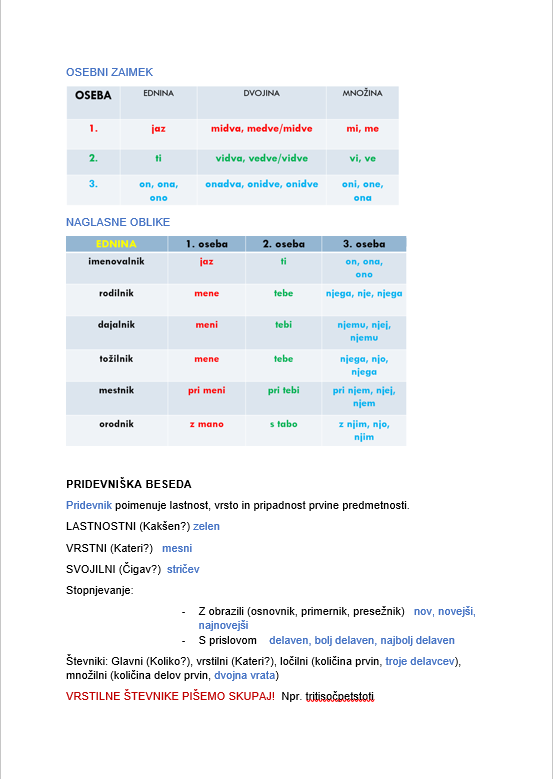 OSEBNI ZAIMEK
OSEBA EDNINA DVOJINA MNOŽINA
1. jaz midva, medve/midve mi, me
2. ti vidva, vedve/vidve vi, ve
3. on, ona, onadva, onidve, onidve oni, one,
ono ona
NAGLASNE OBLIKE
EDNINA 1. oseba 2. oseba 3. oseba
imenovalnik jaz ti on, ona,
ono
rodilnik mene tebe njega, nje, njega
dajalnik meni tebi njemu, njej,
njemu
tožilnik mene tebe njega, njo,
njega
mestnik pri meni pri tebi pri njem, njej,
njem
orodnik z mano s tabo z njim, njo,
njim
PRIDEVNIŠKA BESEDA
Pridevnik poimenuje lastnost, vrsto in pripadnost prvine predmetnosti.
LASTNOSTNI (Kakšen?) zelen
VRSTNI (Kateri?) mesni
SVOJILNI (Čigav?) stričev
Stopnjevanje:
- Z obrazili (osnovnik, primernik, presežnik) nov, novejši,
najnovejši
- S prislovom delaven, bolj delaven, najbolj delaven
Števniki: Glavni (Koliko?), vrstilni (Kateri?), ločilni (količina prvin, troje delavcev),
množilni (količina delov prvin, dvojna vrata)
VRSTILNE ŠTEVNIKE PIŠEMO SKUPAJ! Npr. tritisočpetstoti